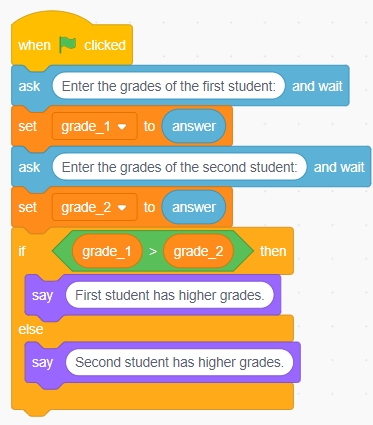 when clicked
ask Enter the grades of the first student: and wait
set grade_1 to answer
ask Enter the grades of the second student: and wait
set grade_2 to answer
if grade_1 > grade_2 then
say First student has higher grades.
else
say Second student has higher grades.